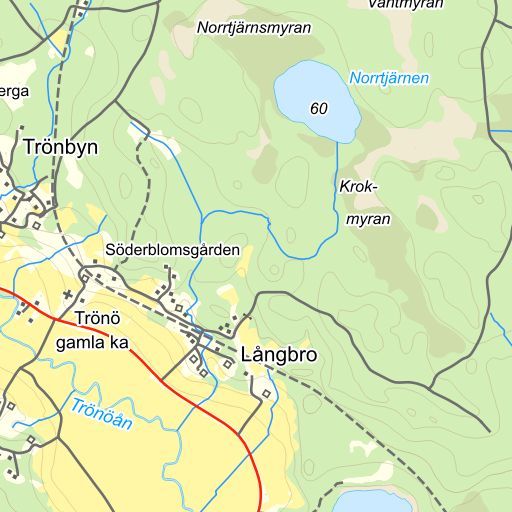 Vantmyran
Norrtjärnsmyran
Norrtjärnen
60
erga
Trönbyn
Krok-
myran
Söderblomsgården
Trönö
gamla ka
Långbro
Trönöån